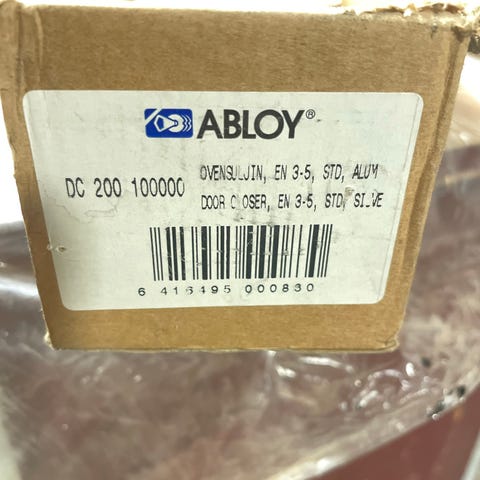 ABLOY®
DC 200 100000
OVENSULJIN, EN 3-5, STD, ALUM
DOOR CLOSER, EN 3-5, STD, SILVE
6 416495 000830